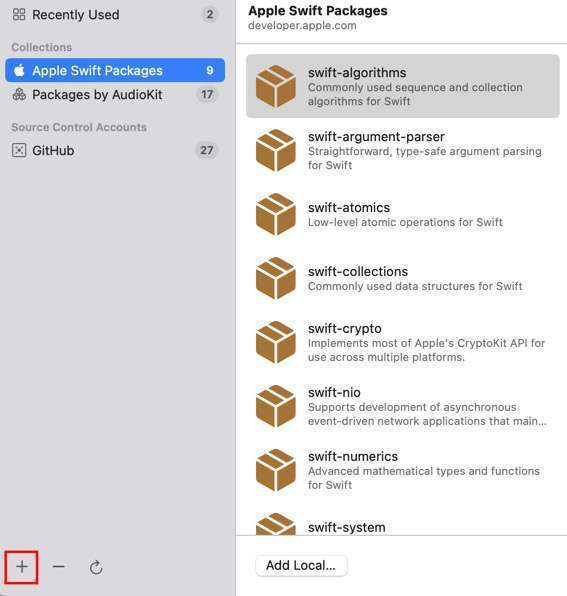 Recently Used 2
Collections
Apple Swift Packages 9
Packages by AudioKit 17
Source Control Accounts
GitHub 27
Apple Swift Packages
developer.apple.com
swift-algorithms
Commonly used sequence and collection
algorithms for Swift
swift-argument-parser
Straightforward, type-safe argument parsing
for Swift
swift-atomics
Low-level atomic operations for Swift
swift-collections
Commonly used data structures for Swift
swift-crypto
Implements most of Apple's CryptoKit API for
use across multiple platforms.
swift-nio
Supports development of asynchronous
event-driven network applications that main...
swift-numerics
Advanced mathematical types and functions
for Swift
swift-system
Add Local...